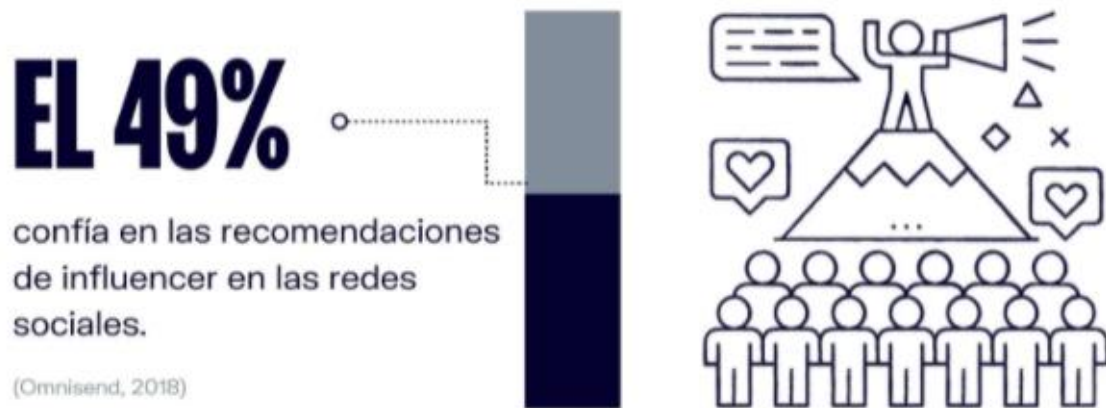 EL 49%
confía en las recomendaciones
de influencer en las redes
sociales.
(Omnisend, 2018)